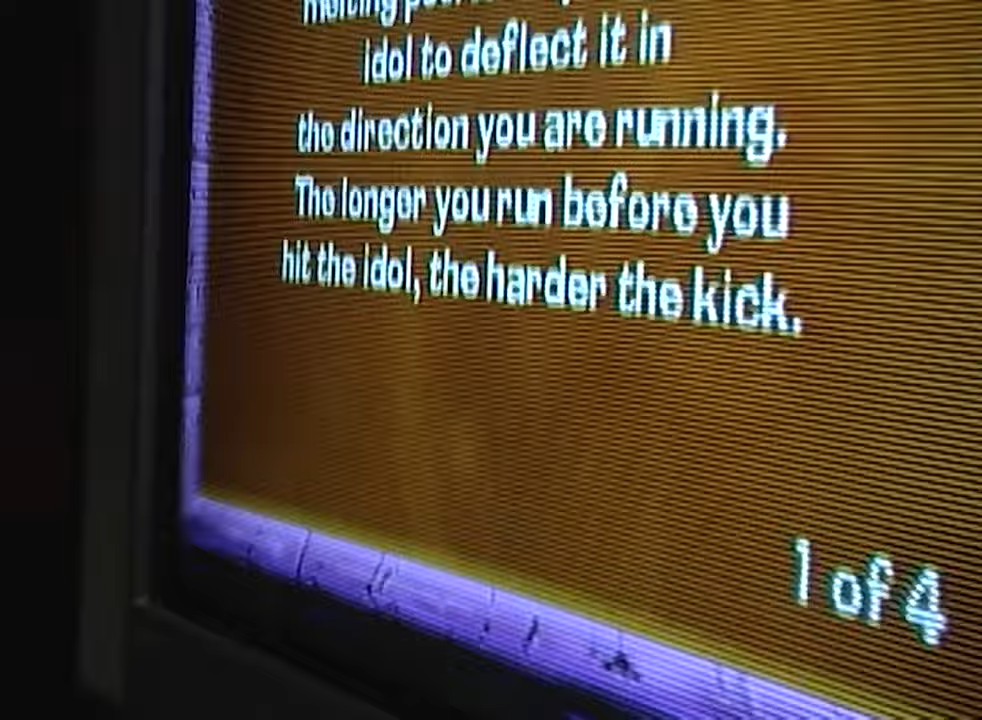 idol to deflect it in
the direction you are running.
The longer you run before you
hit the idol, the harder the kick.
1 of 4